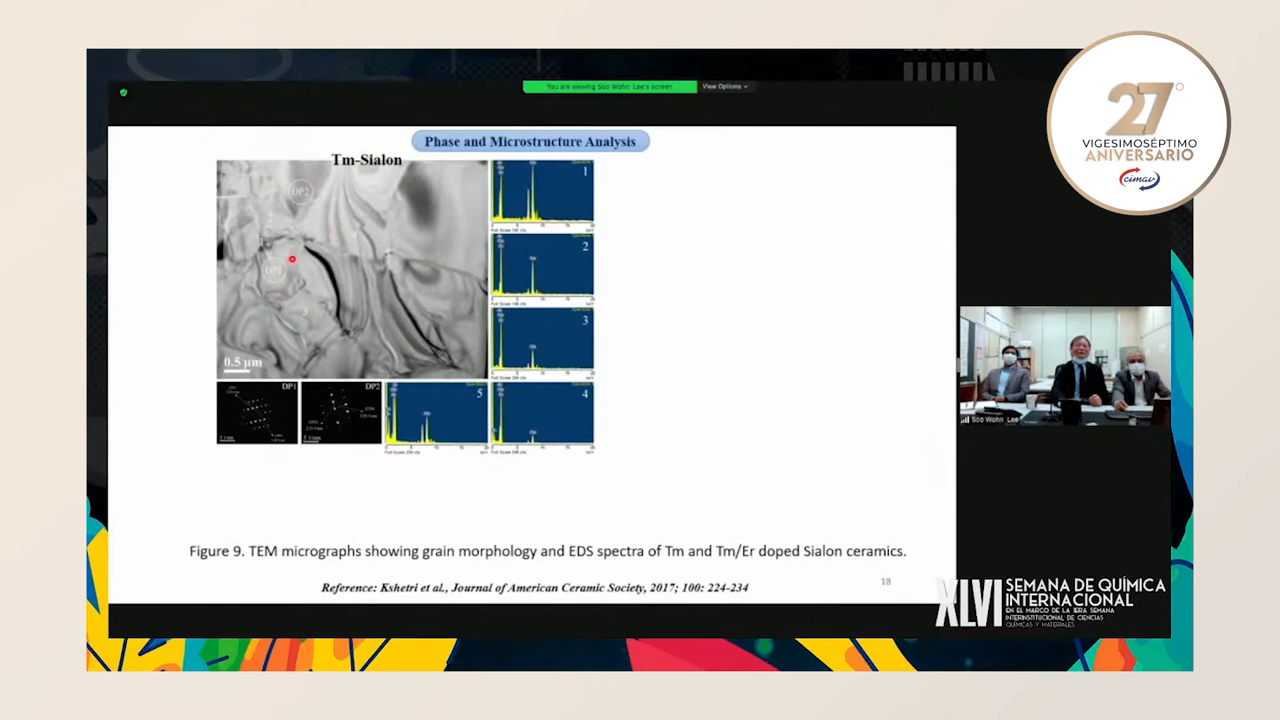 You are viewing Soo Wohn Lee's screen
View Options
27°
VIGESIMOSÉPTIMO
ANIVERSARIO
cimav
Phase and Microstructure Analysis
Tm-Sialon
DP2
DP1
3
0.5 µm
1
2
3
4
5
DP1
DP2
Soo Wohn Lee
Figure 9. TEM micrographs showing grain morphology and EDS spectra of Tm and Tm/Er doped Sialon ceramics.
Reference: Kshetri et al., Journal of American Ceramic Society, 2017; 100: 224-234
18
XLVI SEMANA DE QUÍMICA
INTERNACIONAL
EN EL MARCO DE LA 1ERA SEMANA
INTERINSTITUCIONAL DE CIENCIAS
QUÍMICAS Y MATERIALES